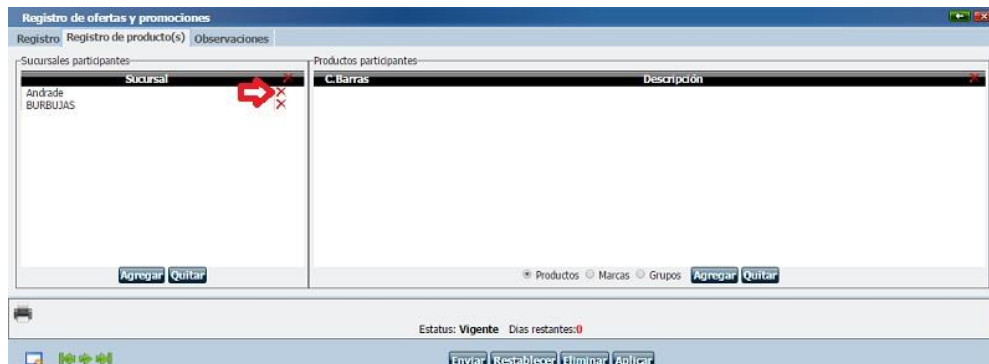 Registro de ofertas y promociones
Registro Registro de producto(s) Observaciones
Sucursales participantes
Productos participantes
Sucursal
C.Barras Descripción
Andrade
BURBUJAS
Agregar Quitar
Productos Marcas Grupos Agregar Quitar
Estatus: Vigente Dias restantes:0
Enviar Restablecer Eliminar Aplicar